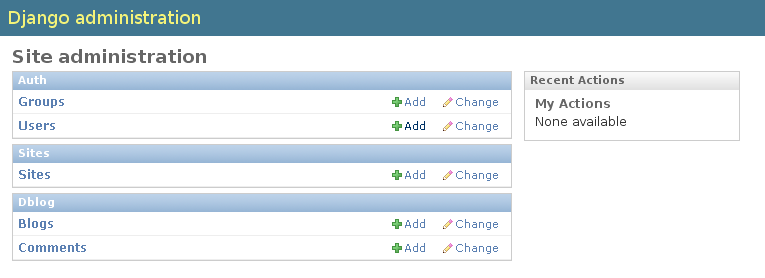 Django administration
Site administration
Auth
Groups Add Change
Users Add Change
Sites
Sites Add Change
Dblog
Blogs Add Change
Comments Add Change
Recent Actions
My Actions
None available